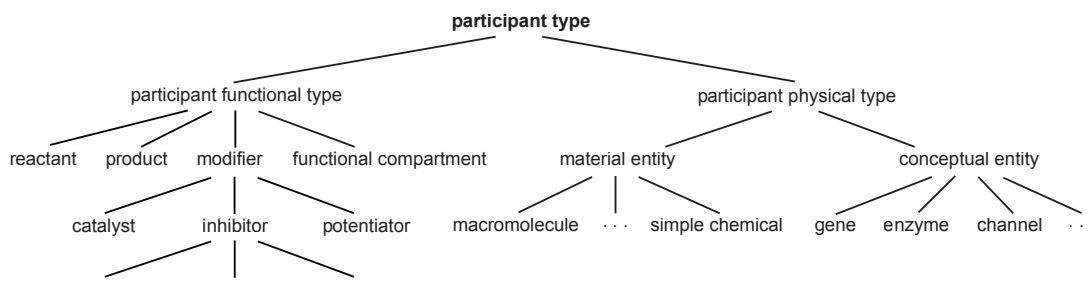 participant type
participant functional type participant physical type
reactant product modifier functional compartment material entity conceptual entity
catalyst inhibitor potentiator macromolecule · · · simple chemical gene enzyme channel · ·